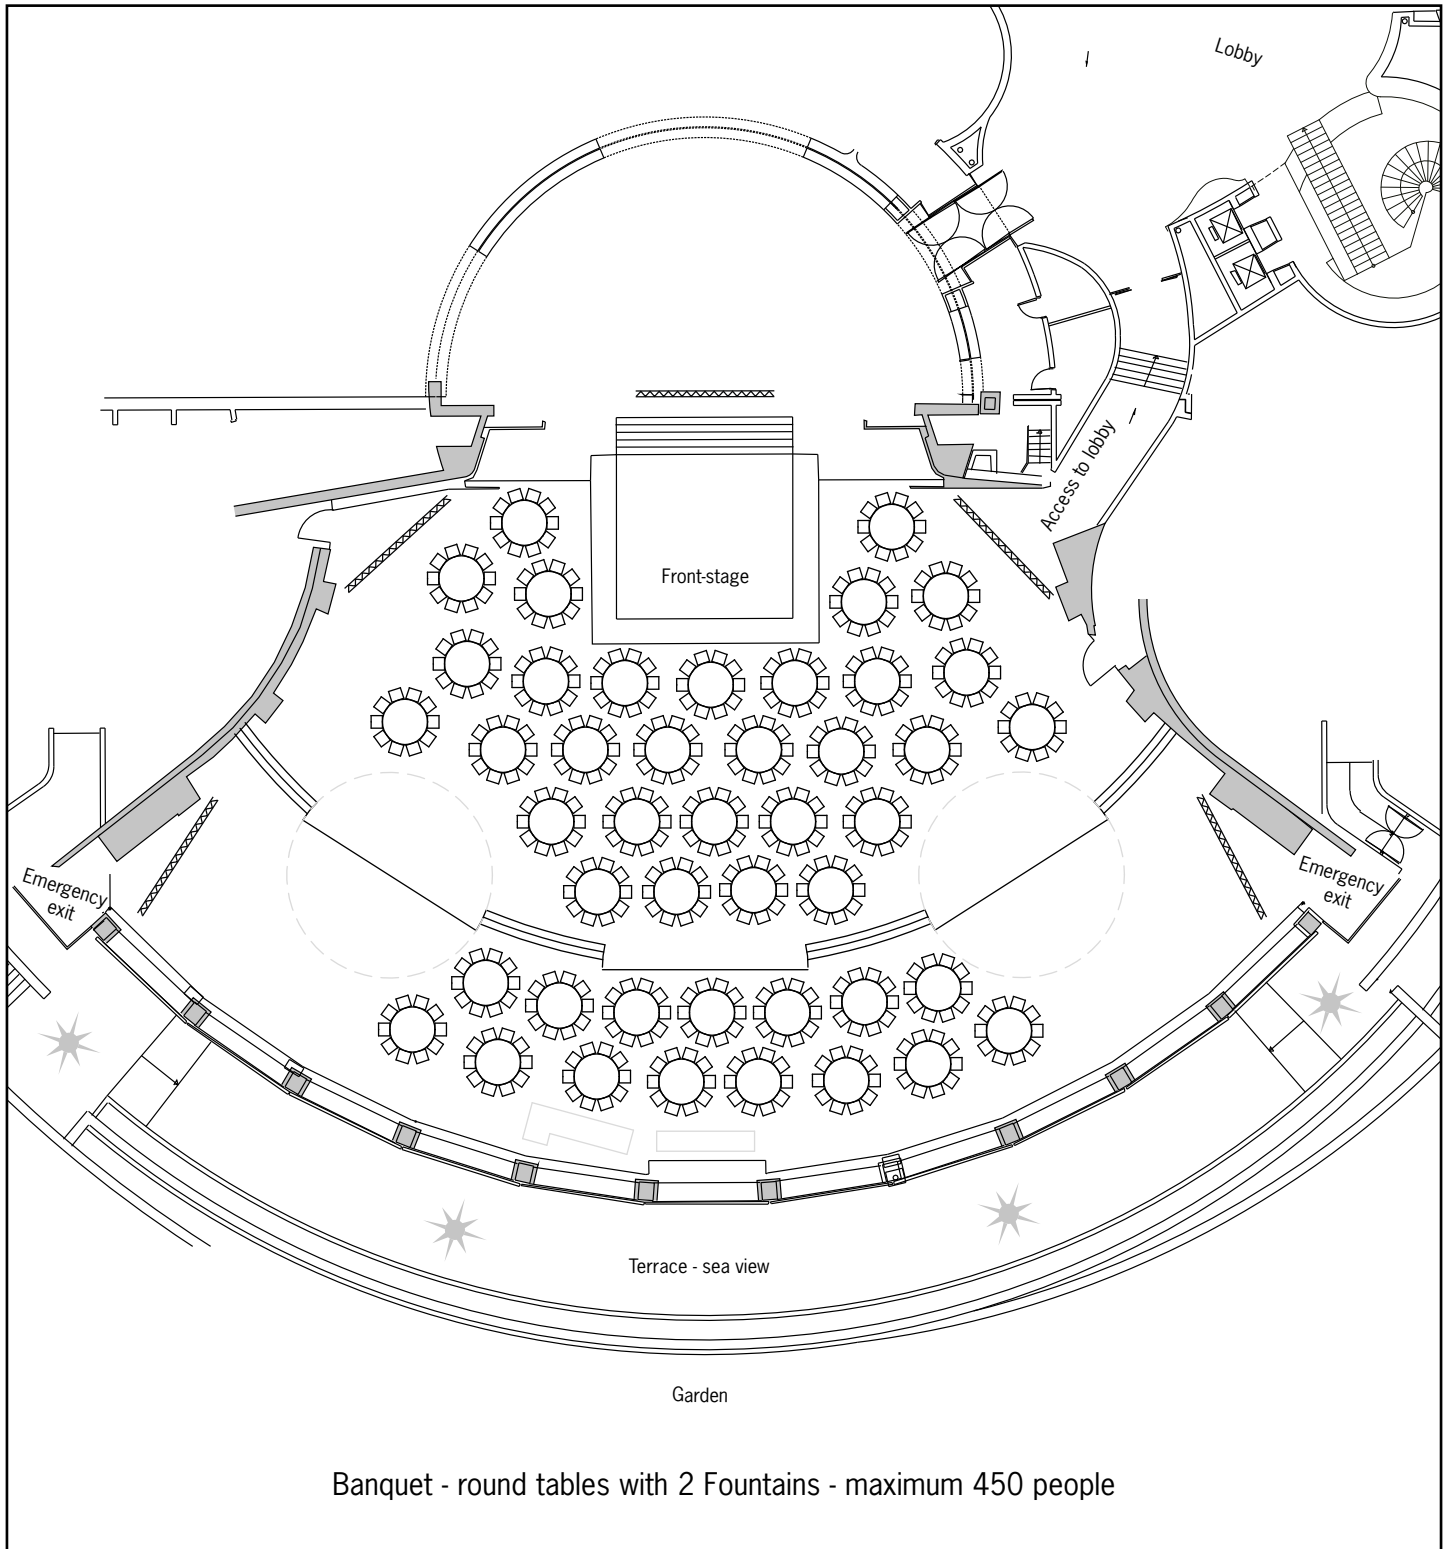 Lobby
Access to lobby
Front-stage
Emergency
exit
Emergency
exit
Terrace - sea view
Garden
Banquet - round tables with 2 Fountains - maximum 450 people